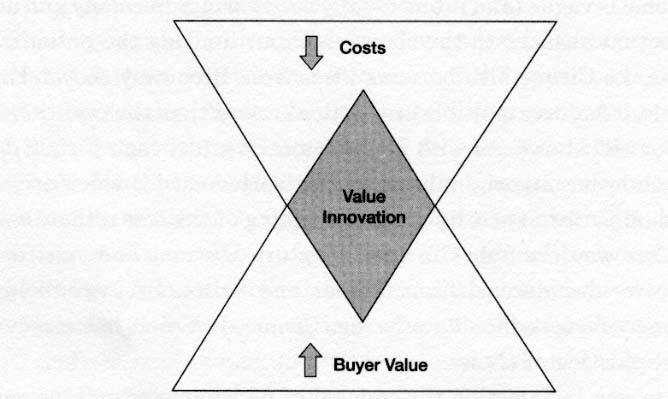 Costs
Value
Innovation
Buyer Value